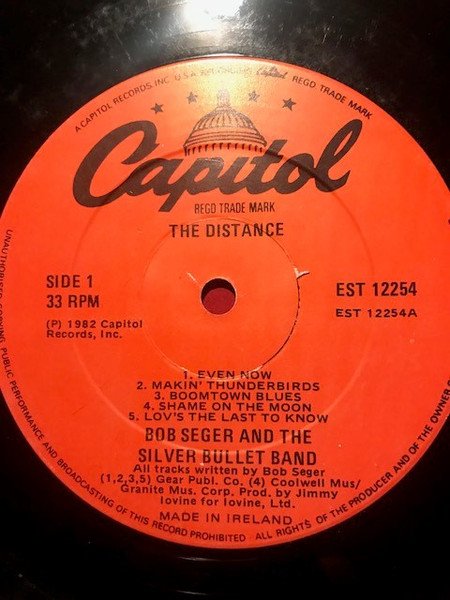 A CAPITOL RECORDS INC. U.S.A.
Capitol
REGD TRADE MARK
Capitol
REGD TRADE MARK
THE DISTANCE
SIDE 1
33 RPM
EST 12254
EST 12254A
(P) 1982 Capitol
Records, Inc.
1. EVEN NOW
2. MAKIN' THUNDERBIRDS
3. BOOMTOWN BLUES
4. SHAME ON THE MOON
5. LOV'S THE LAST TO KNOW
BOB SEGER AND THE
SILVER BULLET BAND
All tracks written by Bob Seger
(1,2,3,5) Gear Publ. Co. (4) Coolwell Mus/
Granite Mus. Corp. Prod. by Jimmy
Iovine for Iovine, Ltd.
MADE IN IRELAND
ALL RIGHTS OF THE PRODUCER AND OF THE OWNER
UNAUTHORISED COPYING PUBLIC PERFORMANCE AND BROADCASTING OF THIS RECORD PROHIBITED